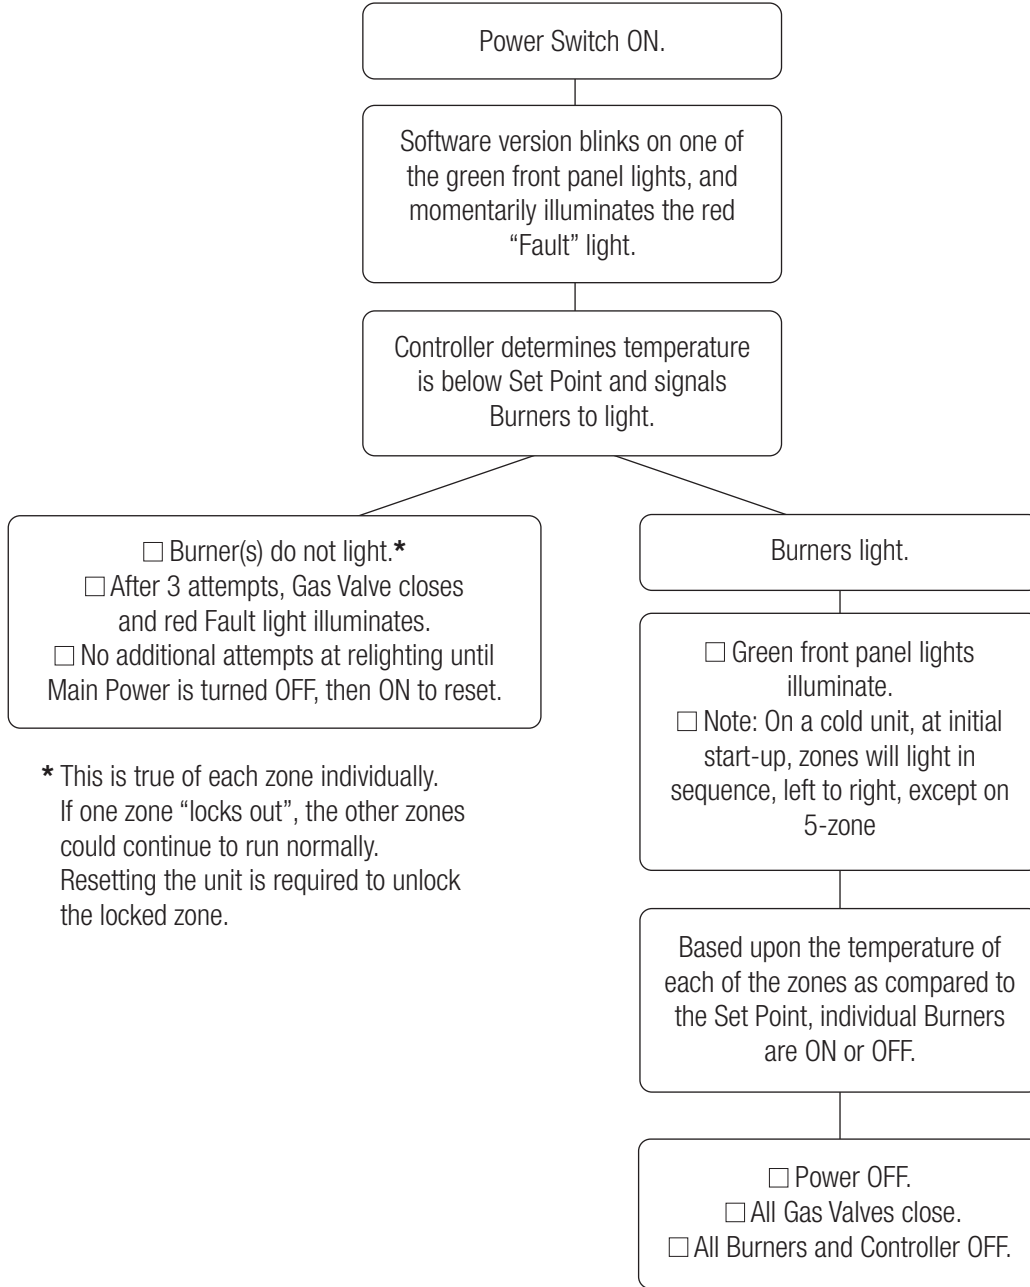 Power Switch ON.
Software version blinks on one of
the green front panel lights, and
momentarily illuminates the red
“Fault” light.
Controller determines temperature
is below Set Point and signals
Burners to light.
☐ Burner(s) do not light.*
☐ After 3 attempts, Gas Valve closes
and red Fault light illuminates.
☐ No additional attempts at relighting until
Main Power is turned OFF, then ON to reset.
* This is true of each zone individually.
If one zone “locks out”, the other zones
could continue to run normally.
Resetting the unit is required to unlock
the locked zone.
Burners light.
☐ Green front panel lights
illuminate.
☐ Note: On a cold unit, at initial
start-up, zones will light in
sequence, left to right, except on
5-zone
Based upon the temperature of
each of the zones as compared to
the Set Point, individual Burners
are ON or OFF.
☐ Power OFF.
☐ All Gas Valves close.
☐ All Burners and Controller OFF.